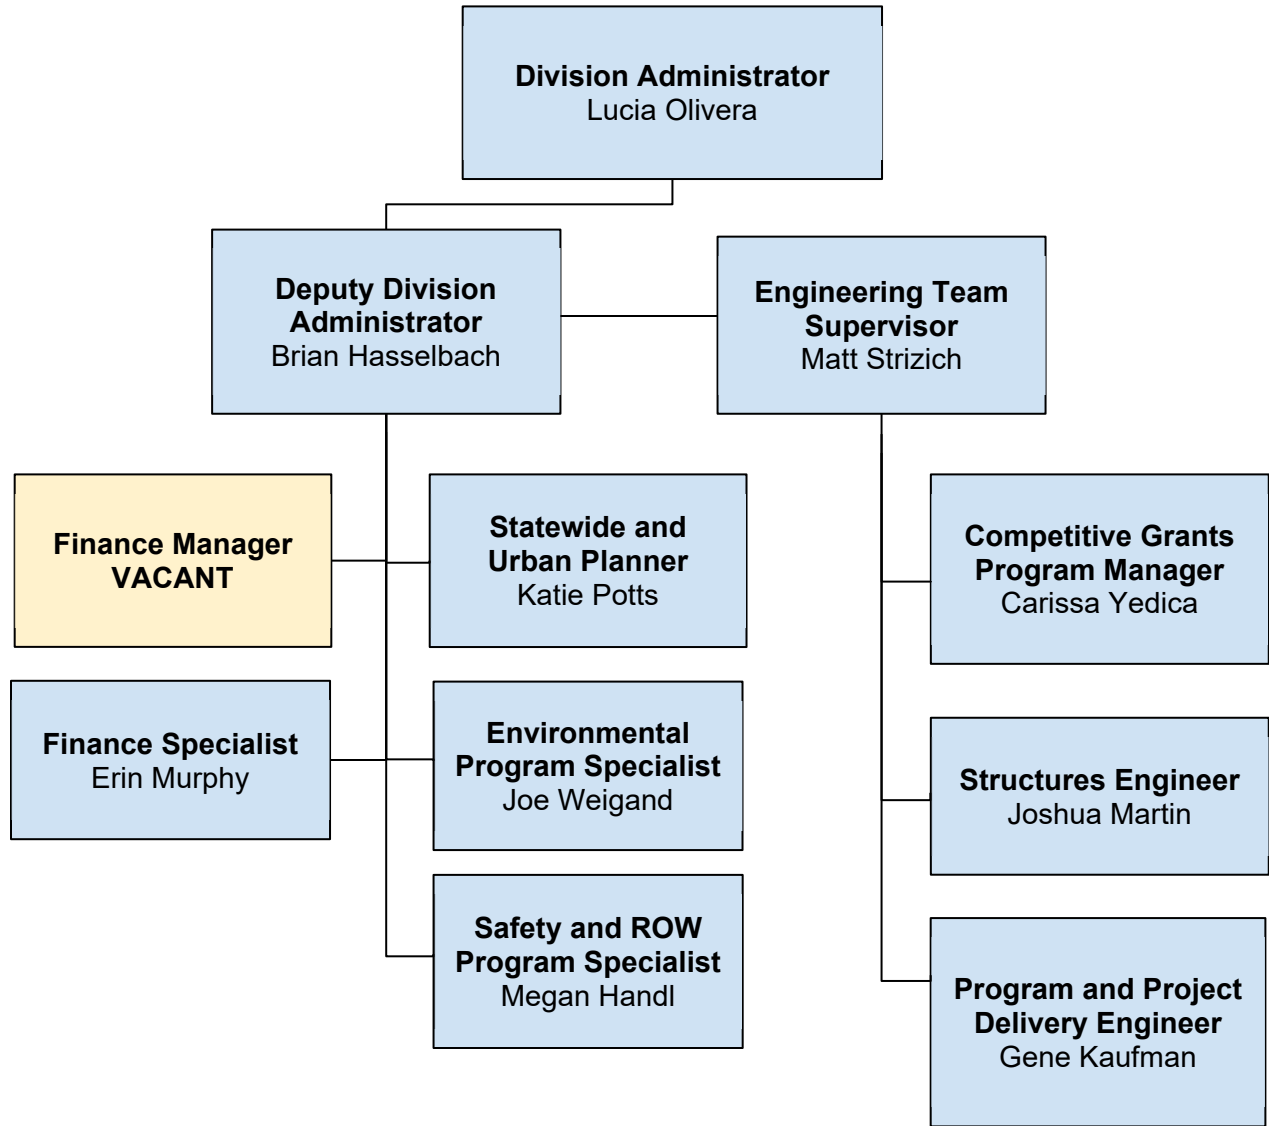 Division Administrator
Lucia Olivera
Deputy Division
Administrator
Brian Hasselbach
Engineering Team
Supervisor
Matt Strizich
Finance Manager
VACANT
Statewide and
Urban Planner
Katie Potts
Competitive Grants
Program Manager
Carissa Yedica
Finance Specialist
Erin Murphy
Environmental
Program Specialist
Joe Weigand
Structures Engineer
Joshua Martin
Safety and ROW
Program Specialist
Megan Handl
Program and Project
Delivery Engineer
Gene Kaufman